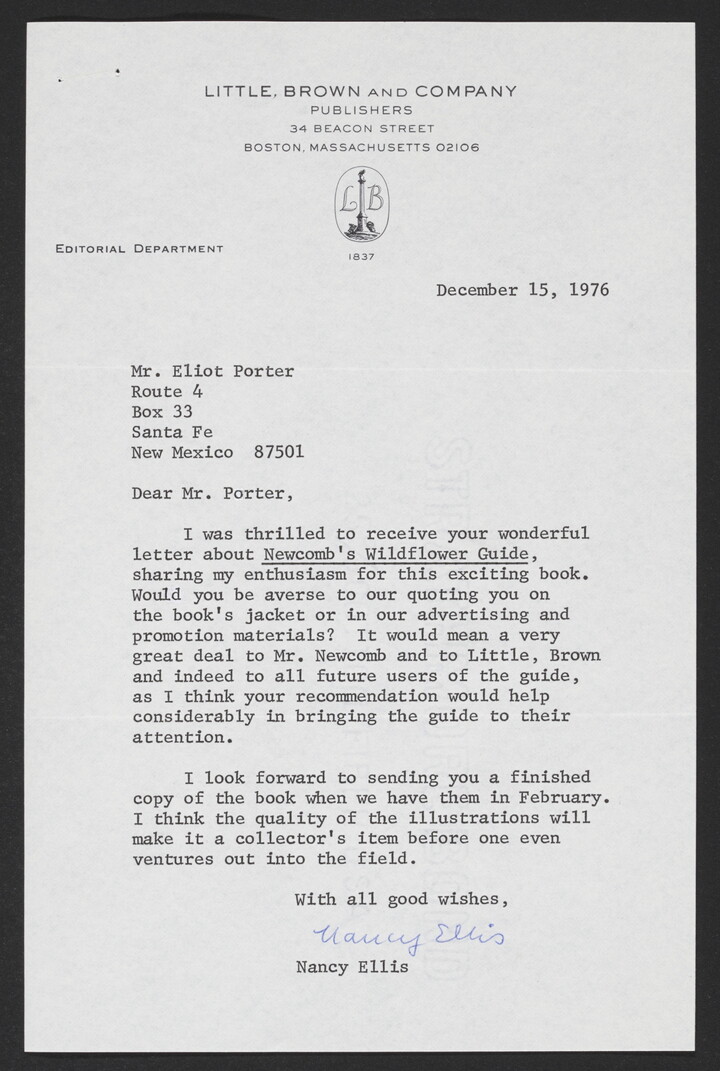 LITTLE, BROWN AND COMPANY
PUBLISHERS
34 BEACON STREET
BOSTON, MASSACHUSETTS 02106
L B
1837
EDITORIAL DEPARTMENT
December 15, 1976
Mr. Eliot Porter
Route 4
Box 33
Santa Fe
New Mexico  87501
Dear Mr. Porter,
I was thrilled to receive your wonderful
letter about Newcomb's Wildflower Guide,
sharing my enthusiasm for this exciting book.
Would you be averse to our quoting you on
the book's jacket or in our advertising and
promotion materials?  It would mean a very
great deal to Mr. Newcomb and to Little, Brown
and indeed to all future users of the guide,
as I think your recommendation would help
considerably in bringing the guide to their
attention.
I look forward to sending you a finished
copy of the book when we have them in February.
I think the quality of the illustrations will
make it a collector's item before one even
ventures out into the field.
With all good wishes,
Nancy Ellis
Nancy Ellis